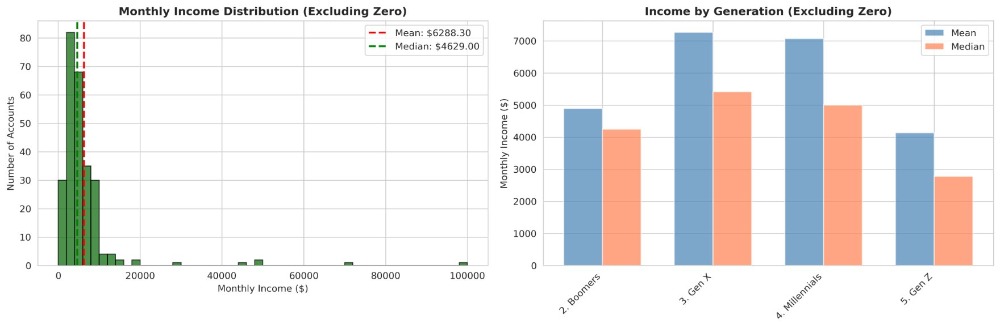 Monthly Income Distribution (Excluding Zero)
Mean: $6288.30
Median: $4629.00
Number of Accounts
80
70
60
50
40
30
20
10
0
0 20000 40000 60000 80000 100000
Monthly Income ($)
Income by Generation (Excluding Zero)
Mean
Median
Monthly Income ($)
7000
6000
5000
4000
3000
2000
1000
0
2. Boomers
3. Gen X
4. Millennials
5. Gen Z